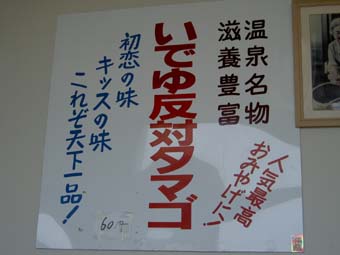 温泉名物
滋養豊富
いでゆ反対タマゴ
初恋の味
キッスの味
これぞ天下一品！
人気最高
おみやげに！